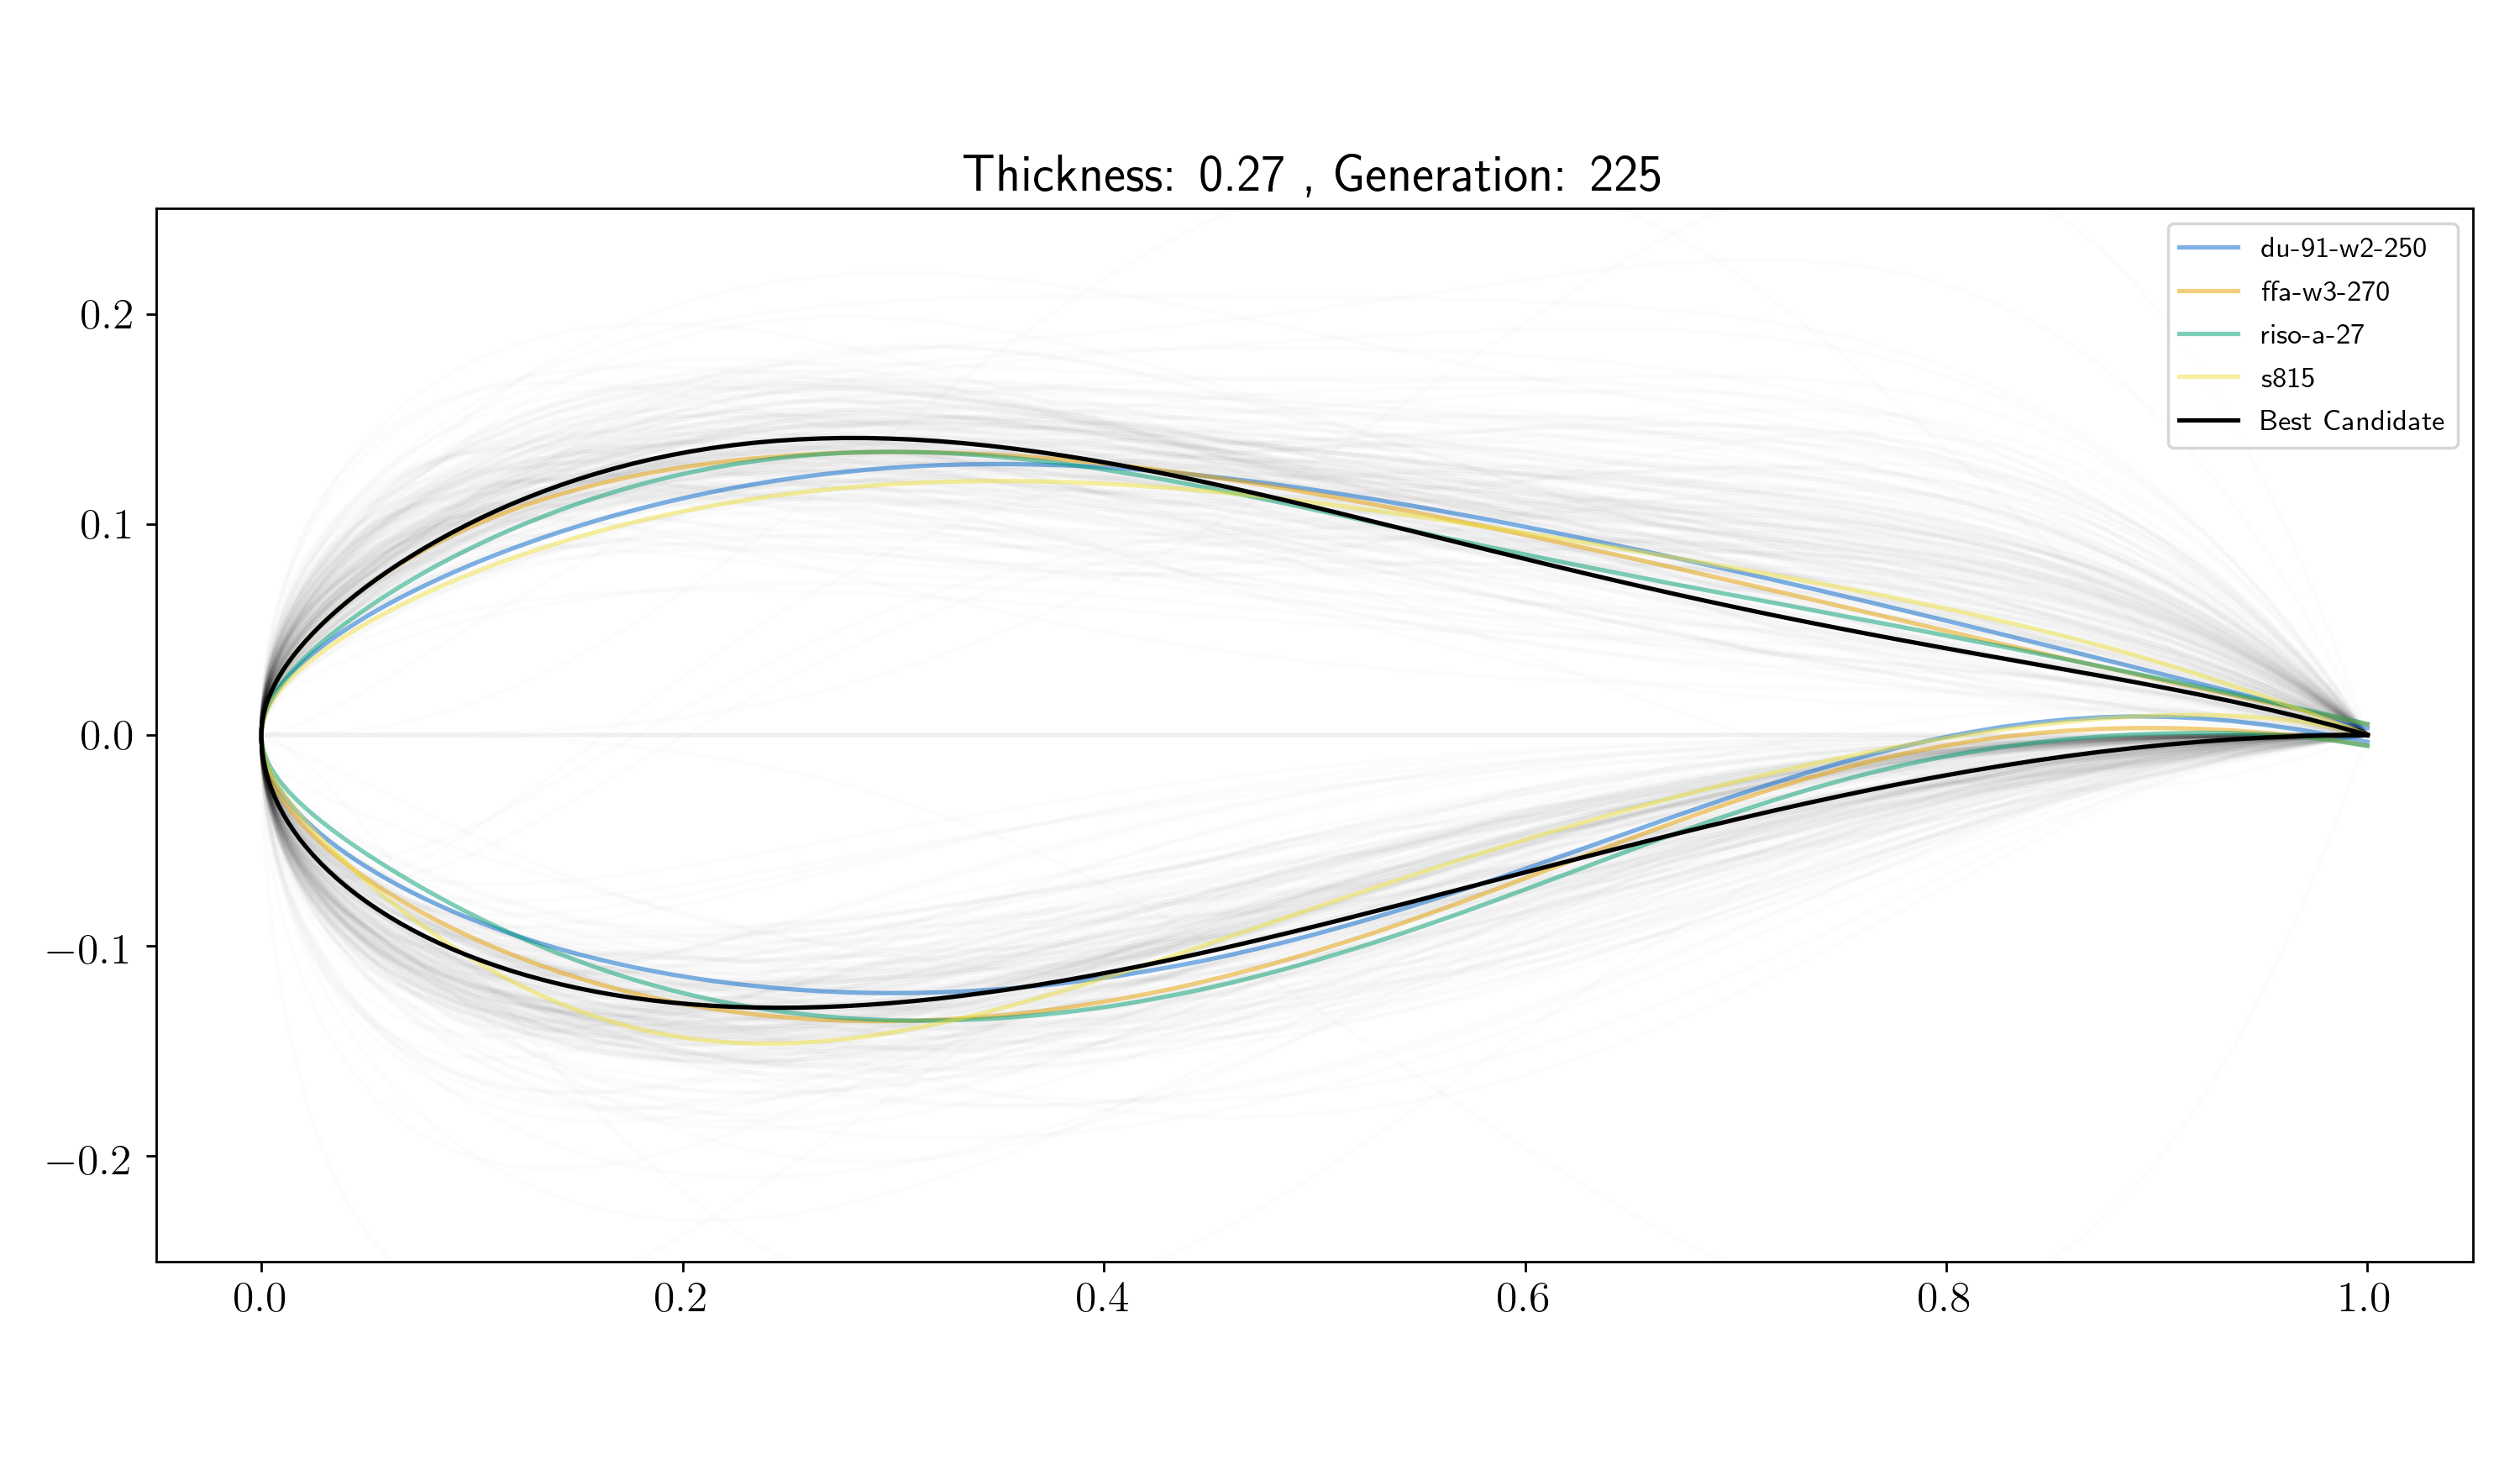 Thickness: 0.27 , Generation: 225
du-91-w2-250
ffa-w3-270
riso-a-27
s815
Best Candidate
0.2
0.1
0.0
−0.1
−0.2
0.0 0.2 0.4 0.6 0.8 1.0